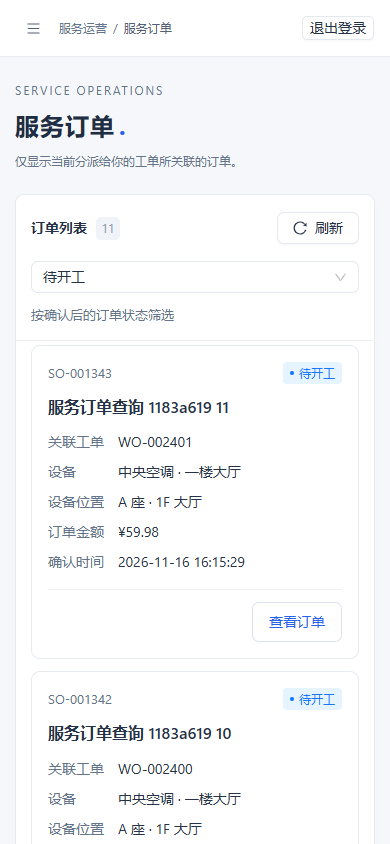 服务运营 / 服务订单
退出登录
SERVICE OPERATIONS
服务订单.
仅显示当前分派给你的工单所关联的订单。
订单列表 11
刷新
待开工
按确认后的订单状态筛选
SO-001343
待开工
服务订单查询 1183a619 11
关联工单 WO-002401
设备 中央空调 · 一楼大厅
设备位置 A 座 · 1F 大厅
订单金额 ¥59.98
确认时间 2026-11-16 16:15:29
查看订单
SO-001342
待开工
服务订单查询 1183a619 10
关联工单 WO-002400
设备 中央空调 · 一楼大厅
设备位置 A 座 · 1F 大厅